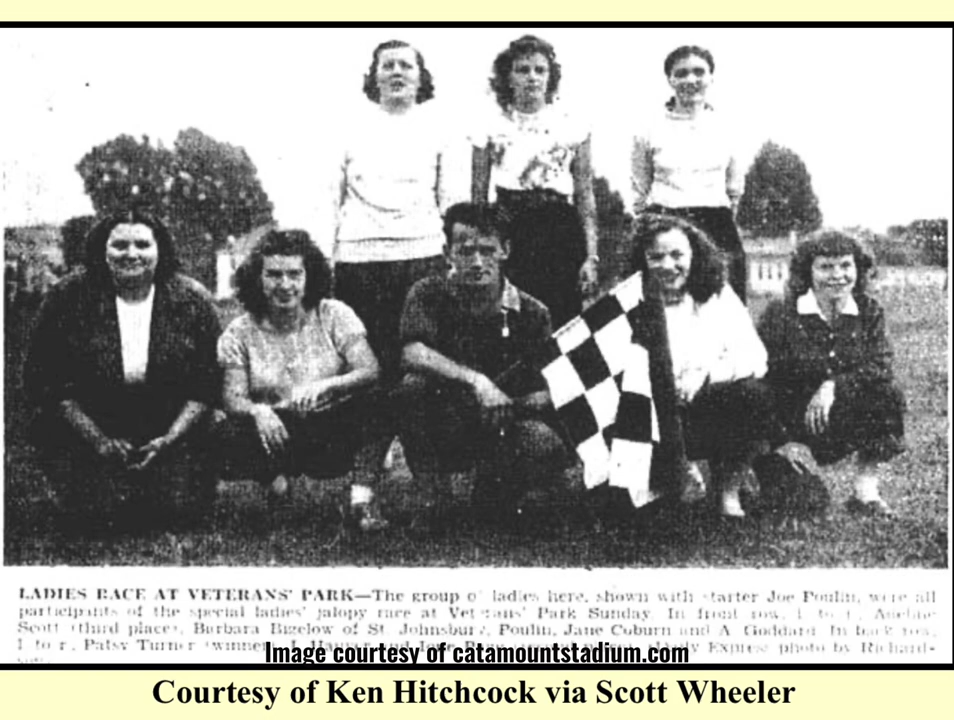 LADIES RACE AT VETERANS' PARK—The group o' ladies here, shown with starter Joe Poulin, were all
participants of the special ladies' jalopy race at Veterans' Park Sunday. In front row, l to r, Adeline
Scott (third place), Barbara Bigelow of St. Johnsbury, Poulin, Jane Coburn and A Goddard In back row,
l to r, Patsy Turner (winner) and Express photo by Richard-
Image courtesy of catamountstadium.com
Courtesy of Ken Hitchcock via Scott Wheeler